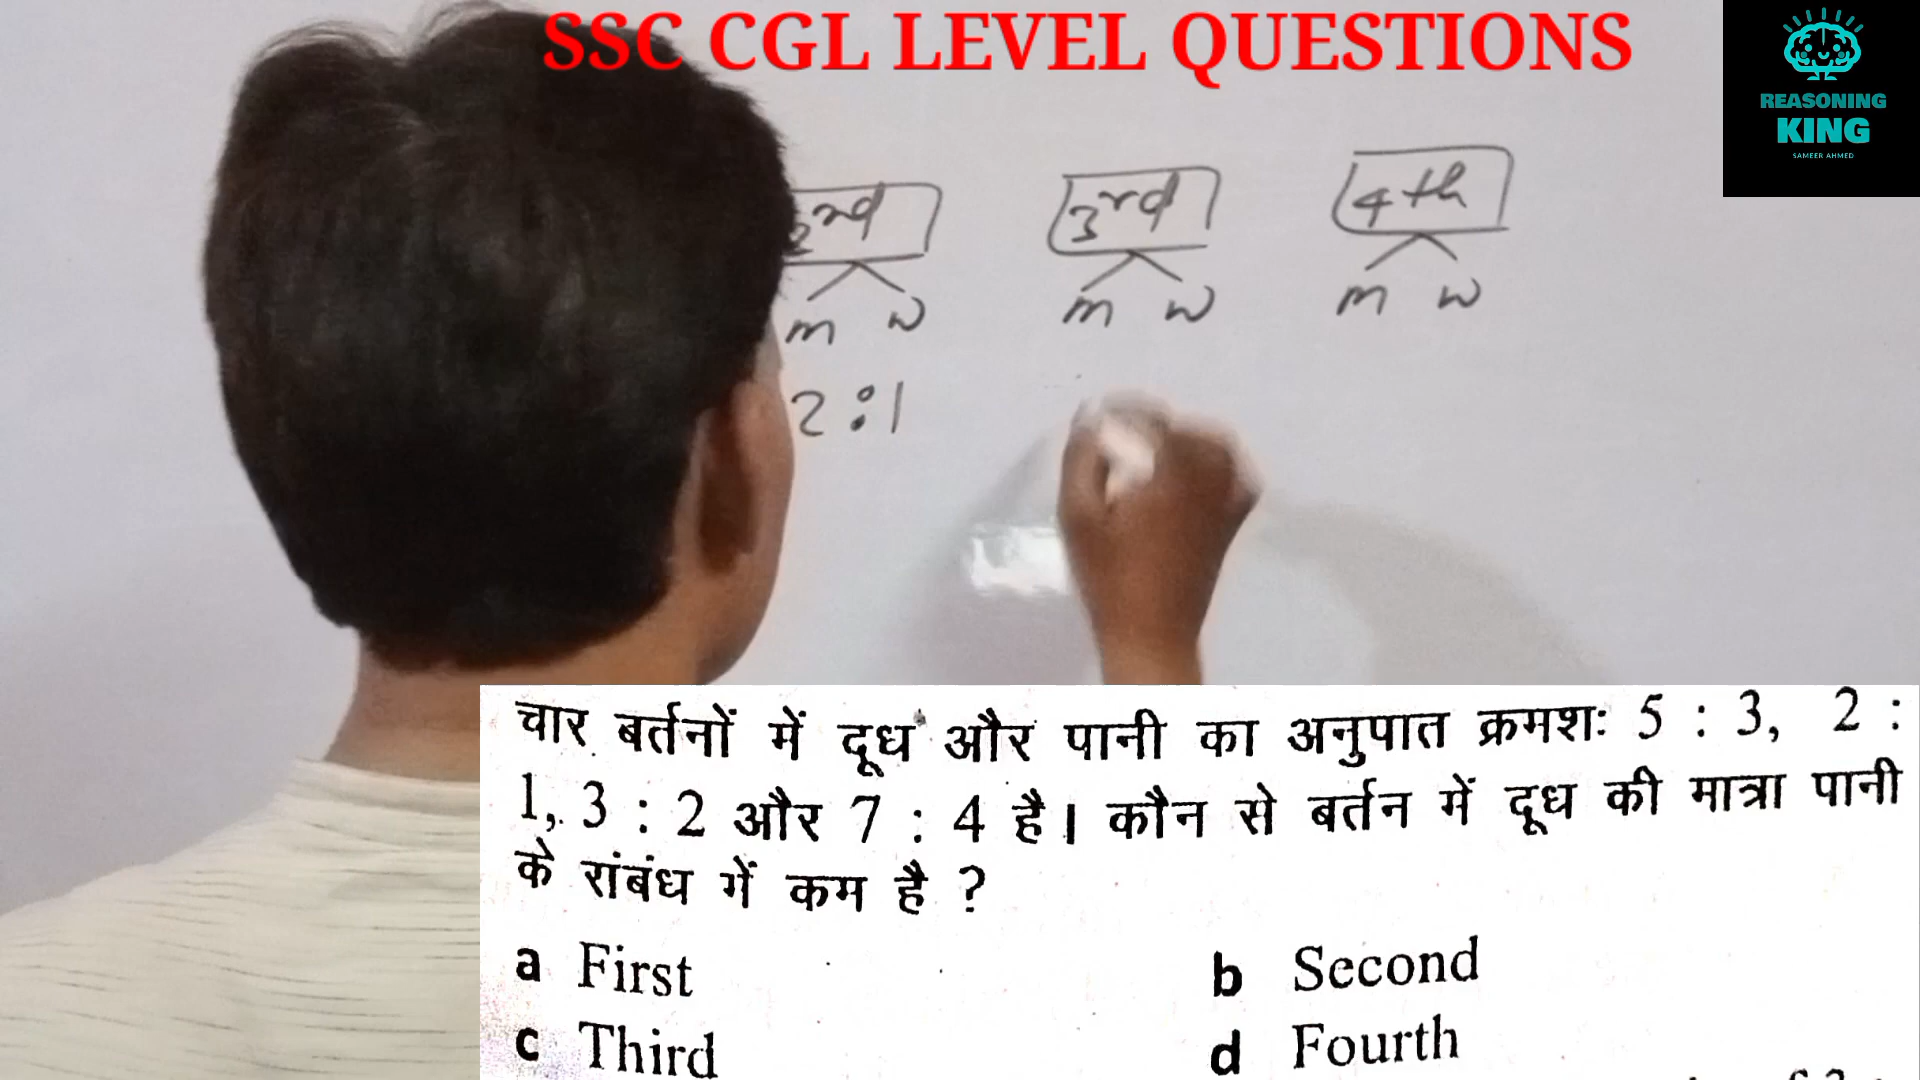 SSC CGL LEVEL QUESTIONS
REASONING
KING
SAMEER AHMED
2nd 3rd 4th
m w m w m w
2:1
चार बर्तनों में दूध और पानी का अनुपात क्रमशः 5 : 3, 2 :
1, 3 : 2 और 7 : 4 है। कौन से बर्तन में दूध की मात्रा पानी
के संबंध में कम है ?
a First b Second
c Third d Fourth